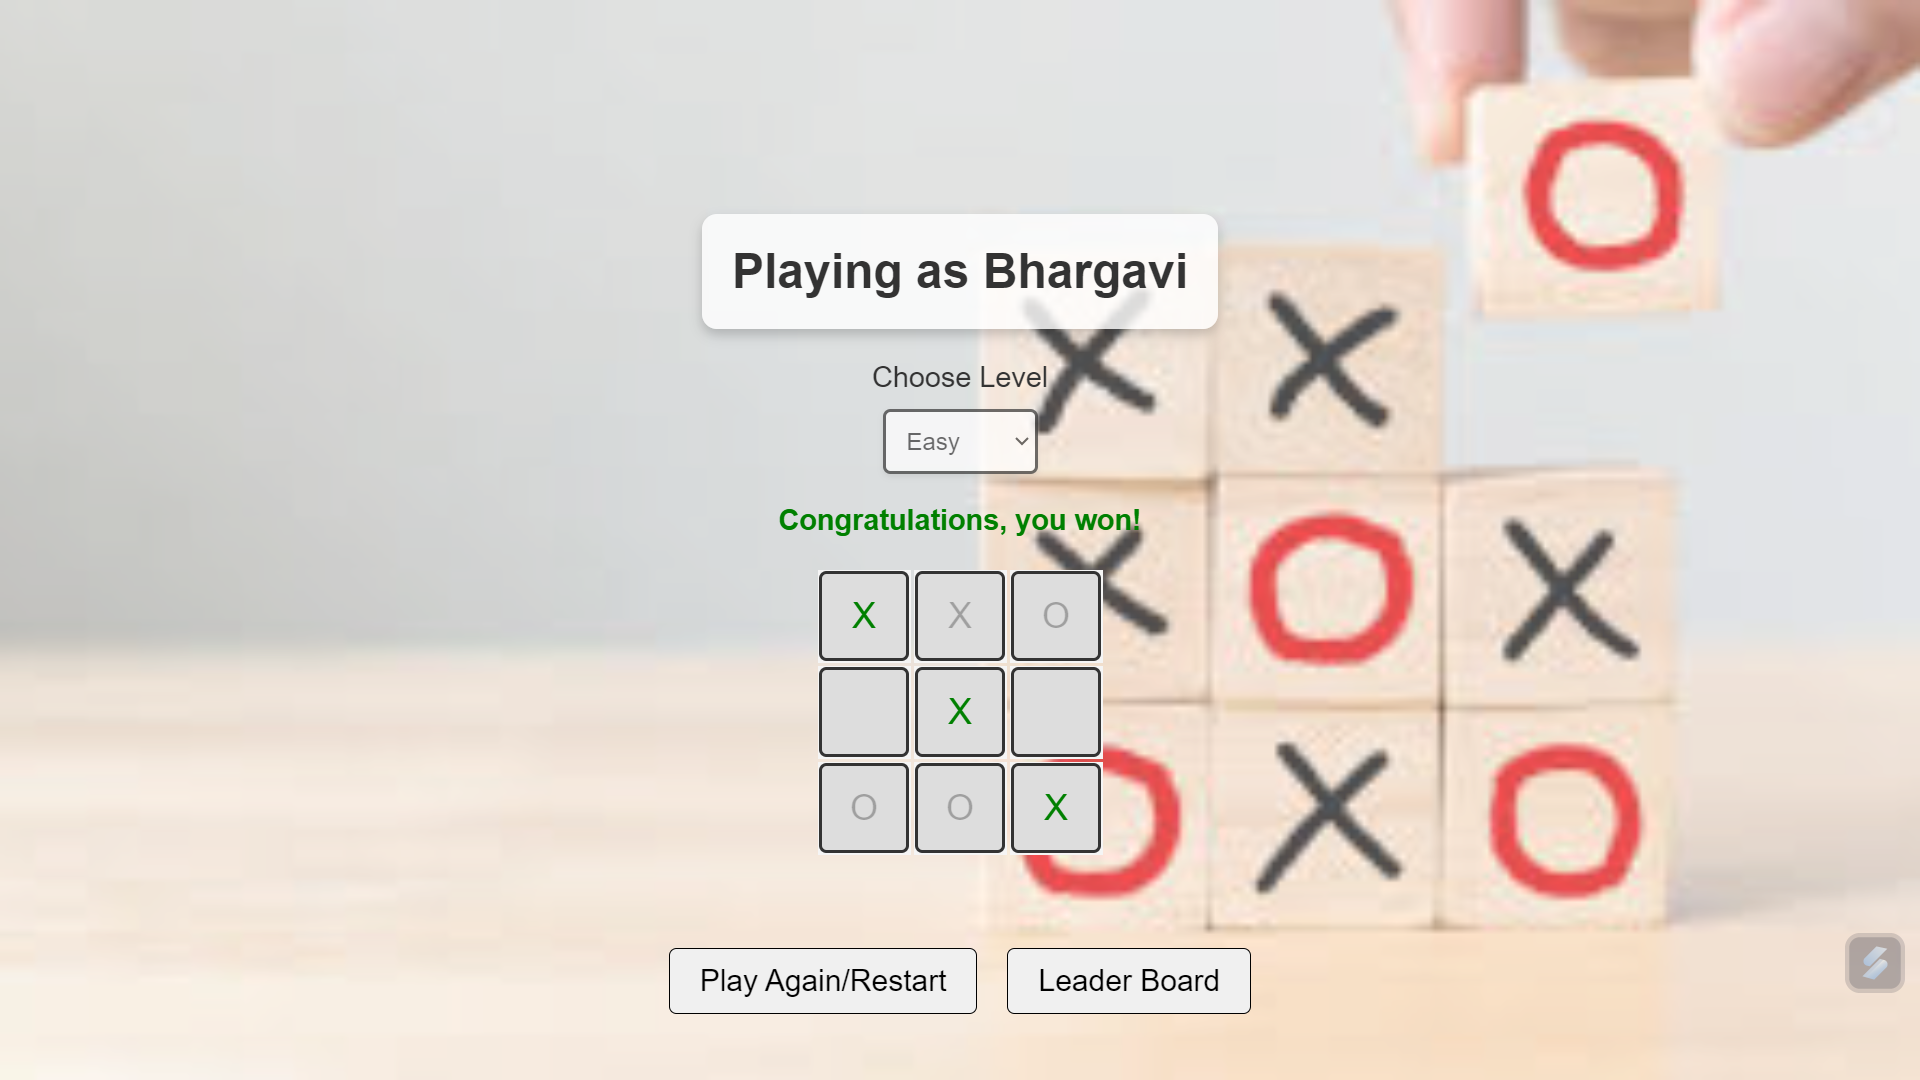 Playing as Bhargavi
Choose Level
Easy
Congratulations, you won!
X X O
X
O O X
Play Again/Restart
Leader Board
O
X X
X O X
O X O